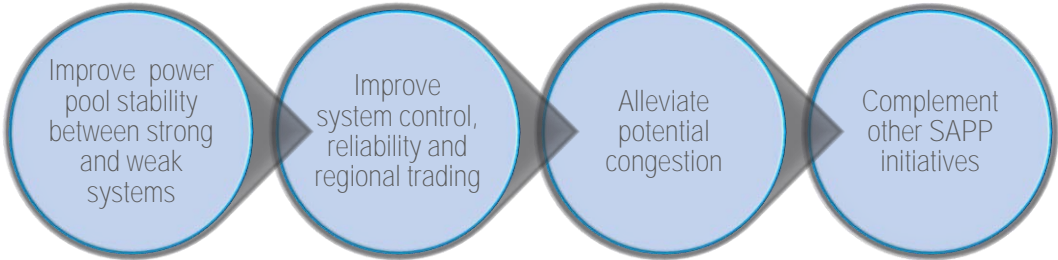 Improve power
pool stability
between strong
and weak
systems
Improve
system control,
reliability and
regional trading
Alleviate
potential
congestion
Complement
other SAPP
initiatives